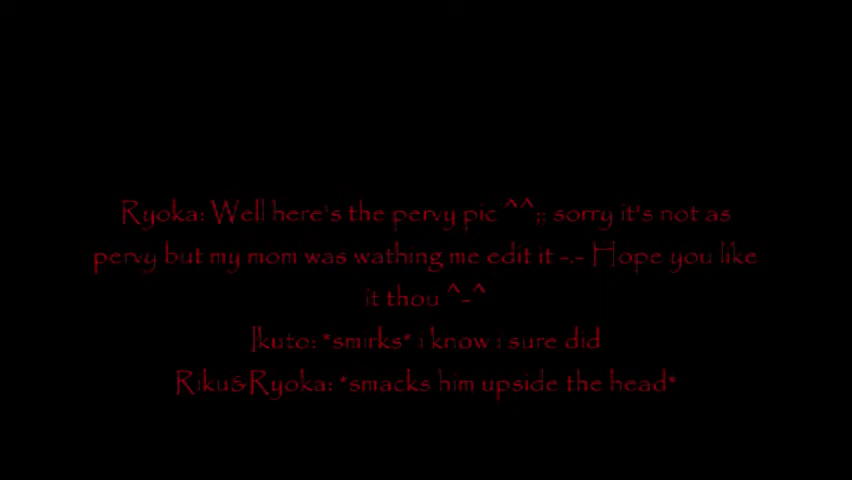 Ryoka: Well here's the pervy pic ^^;; sorry it's not as
pervy but my mom was wathing me edit it -.- Hope you like
it thou ^-^
Ikuto: *smirks* i know i sure did
Riku&Ryoka: *smacks him upside the head*